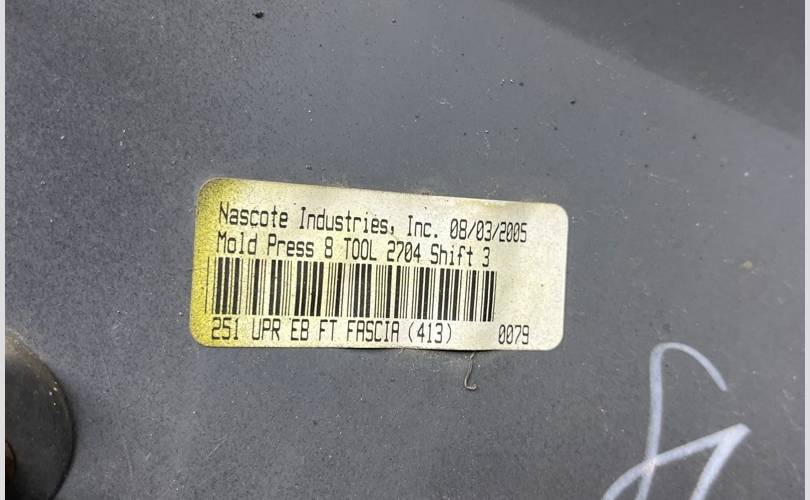 Nascote Industries, Inc. 08/03/2005
Mold Press 8 TOOL 2704 Shift 3
251 UPR EB FT FASCIA (413) 0079